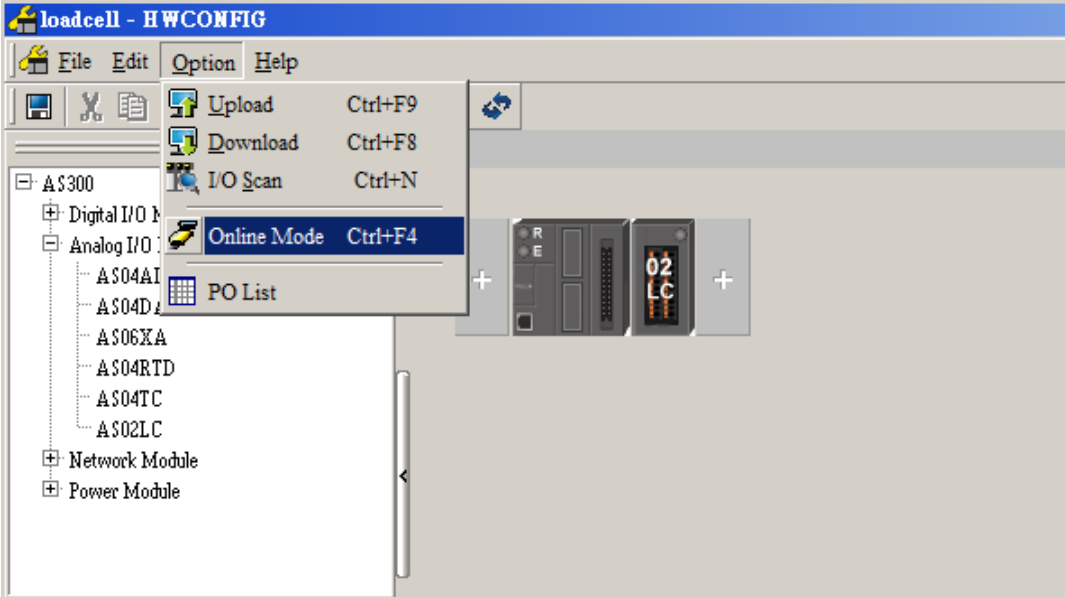 loadcell - HWCONFIG
File Edit Option Help
Upload Ctrl+F9
Download Ctrl+F8
I/O Scan Ctrl+N
Online Mode Ctrl+F4
PO List
AS300
Digital I/O
Analog I/O
AS04AD
AS04DA
AS06XA
AS04RTD
AS04TC
AS02LC
Network Module
Power Module
R
E
02
LC